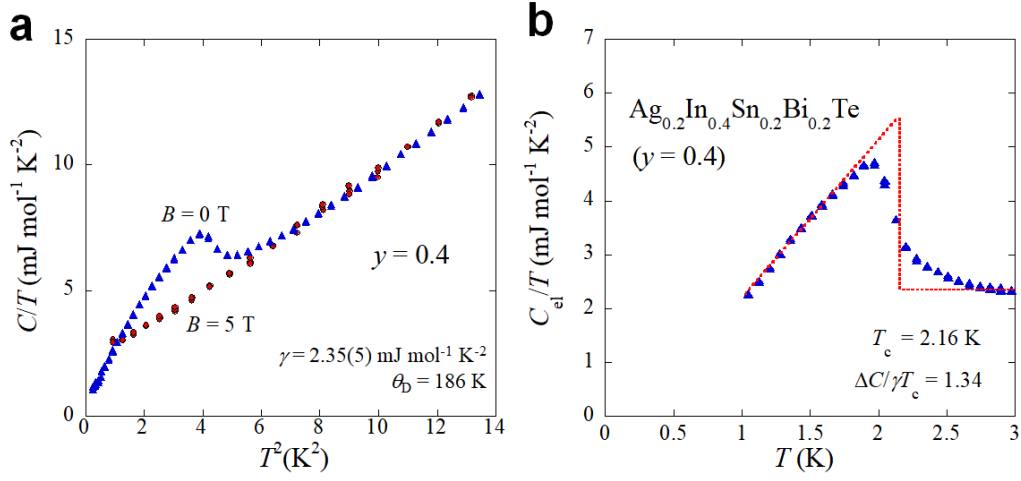 a
C/T (mJ mol⁻¹ K⁻²)
15
10
5
0
B = 0 T
B = 5 T
y = 0.4
γ = 2.35(5) mJ mol⁻¹ K⁻²
θD = 186 K
0 2 4 6 8 10 12 14
T²(K²)
b
Cel/T (mJ mol⁻¹ K⁻²)
7
6
5
4
3
2
1
0
Ag0.2In0.4Sn0.2Bi0.2Te
(y = 0.4)
Tc = 2.16 K
ΔC/γTc = 1.34
0 0.5 1 1.5 2 2.5 3
T (K)